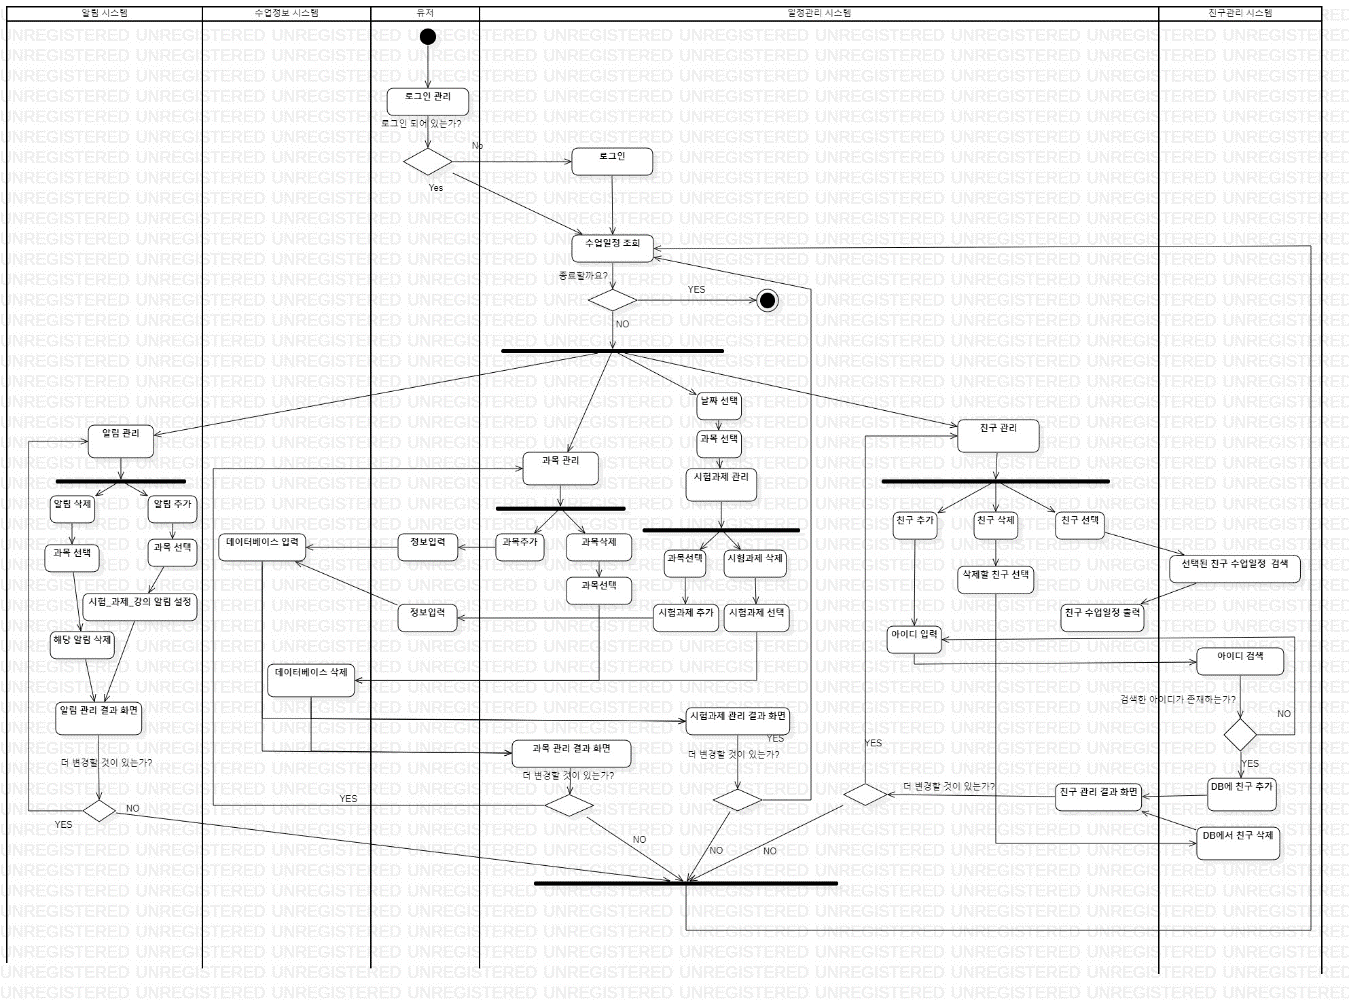 알림 시스템
수업정보 시스템
유저
일정관리 시스템
친구관리 시스템
로그인 관리
로그인 되어 있는가?
No
로그인
Yes
수업일정 조회
종료할까요?
YES
NO
날짜 선택
알림 관리
과목 선택
친구 관리
과목 관리
시험과제 관리
알림 삭제
알림 추가
친구 추가
친구 삭제
친구 선택
데이터베이스 입력
정보입력
과목추가
과목삭제
과목 선택
과목 선택
과목선택
시험과제 삭제
선택된 친구 수업일정 검색
삭제할 친구 선택
과목선택
시험_과제_강의 알림 설정
정보입력
시험과제 추가
시험과제 선택
친구 수업일정 출력
해당 알림 삭제
아이디 입력
아이디 검색
데이터베이스 삭제
검색한 아이디가 존재하는가?
NO
알림 관리 결과 화면
시험과제 관리 결과 화면
YES
YES
과목 관리 결과 화면
더 변경할 것이 있는가?
더 변경할 것이 있는가?
YES
더 변경할 것이 있는가?
더 변경할 것이 있는가?
친구 관리 결과 화면
DB에 친구 추가
YES
NO
YES
DB에서 친구 삭제
NO
NO
NO
UNREGISTERED